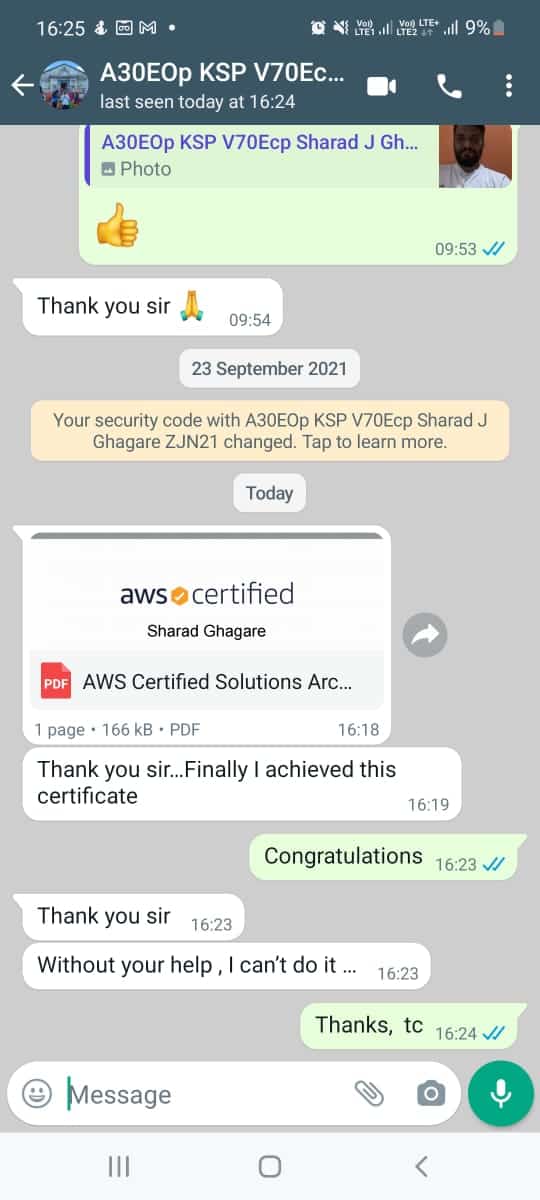 16:25
Vo) LTE1 Vo) LTE2 LTE+ 9%
A30EOp KSP V70Ec...
last seen today at 16:24
A30EOp KSP V70Ecp Sharad J Gh...
Photo
09:53
Thank you sir 🙏 09:54
23 September 2021
Your security code with A30EOp KSP V70Ecp Sharad J
Ghagare ZJN21 changed. Tap to learn more.
Today
aws certified
Sharad Ghagare
PDF AWS Certified Solutions Arc...
1 page • 166 kB • PDF 16:18
Thank you sir...Finally I achieved this
certificate 16:19
Congratulations 16:23
Thank you sir 16:23
Without your help , I can't do it ... 16:23
Thanks, tc 16:24
Message